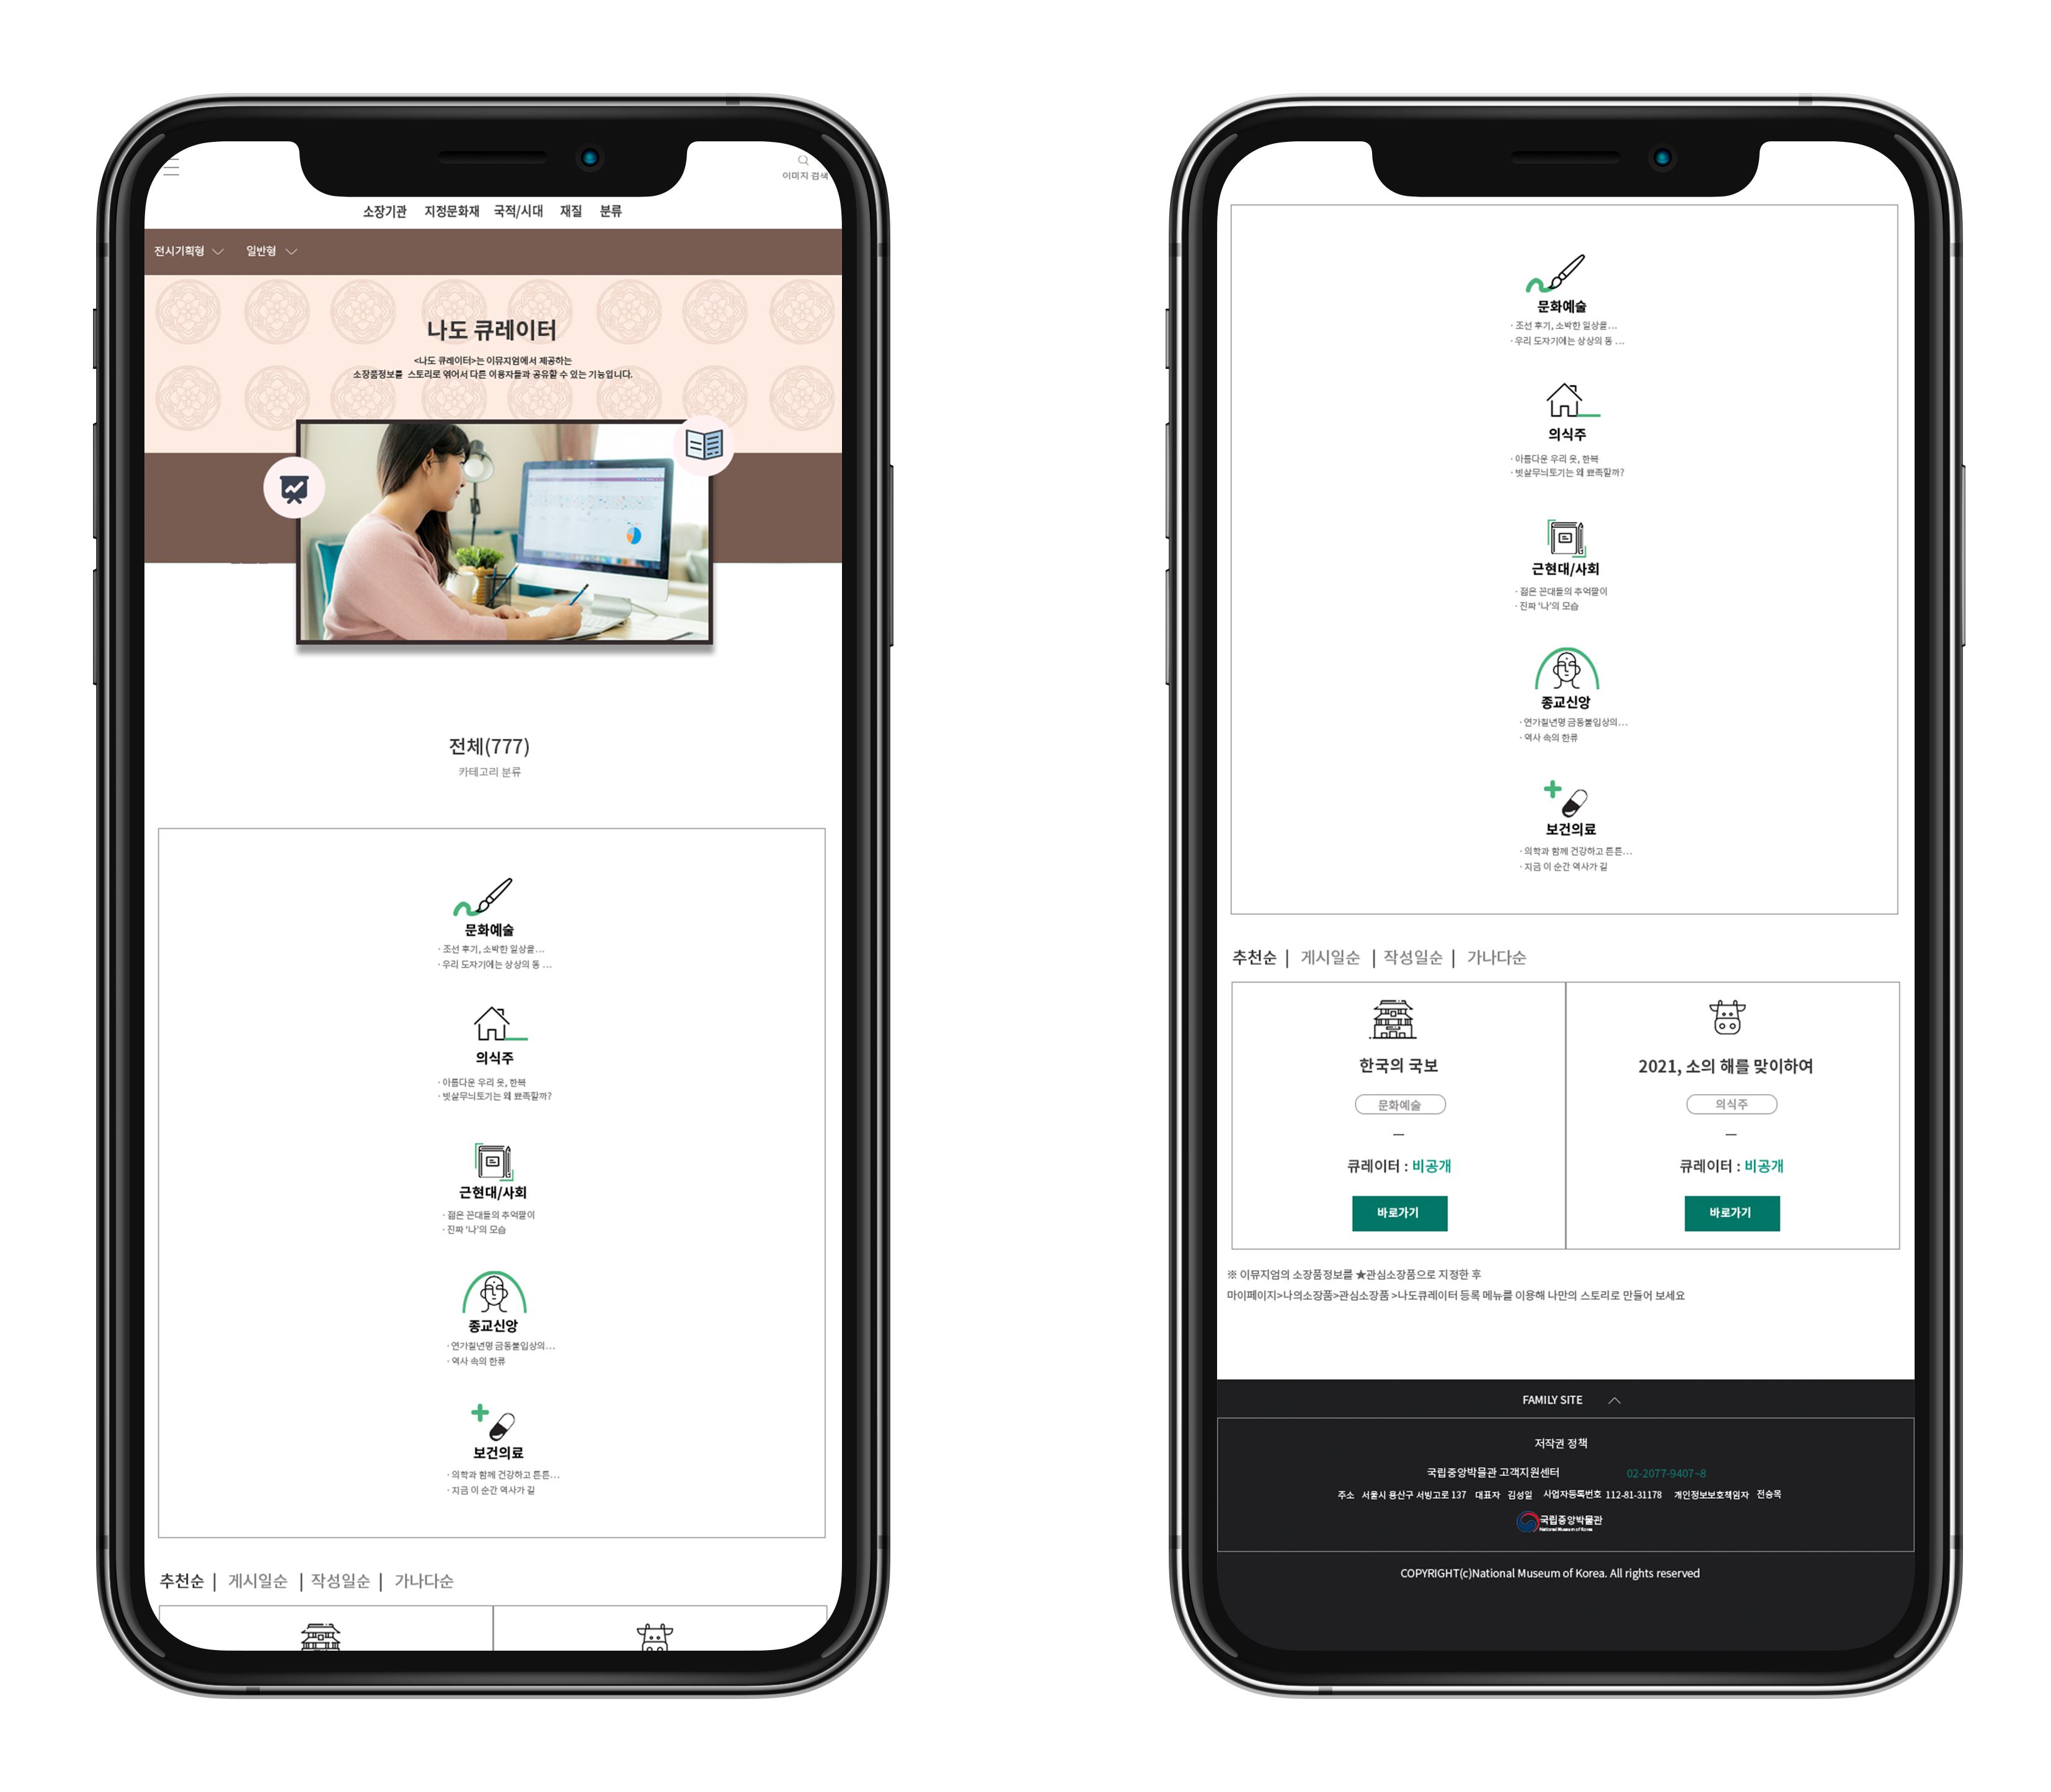 이미지 검색
소장기관 지정문화재 국적/시대 재질 분류
전시기획형 일반형
나도 큐레이터
<나도 큐레이터>는 이뮤지엄에서 제공하는
소장품정보를 스토리로 엮어서 다른 이용자들과 공유할 수 있는 기능입니다.
전체(777)
카테고리 분류
문화예술
· 조선 후기, 소박한 일상을...
· 우리 도자기에는 상상의 동 ...
의식주
· 아름다운 우리 옷, 한복
· 빗살무늬토기는 왜 뾰족할까?
근현대/사회
· 젊은 꼰대들의 추억팔이
· 진짜 '나'의 모습
종교신앙
· 연가칠년명 금동불입상의...
· 역사 속의 한류
보건의료
· 의학과 함께 건강하고 튼튼...
· 지금 이 순간 역사가 길
추천순 | 게시일순 | 작성일순 | 가나다순
문화예술
· 조선 후기, 소박한 일상을...
· 우리 도자기에는 상상의 동 ...
의식주
· 아름다운 우리 옷, 한복
· 빗살무늬토기는 왜 뾰족할까?
근현대/사회
· 젊은 꼰대들의 추억팔이
· 진짜 '나'의 모습
종교신앙
· 연가칠년명 금동불입상의...
· 역사 속의 한류
보건의료
· 의학과 함께 건강하고 튼튼...
· 지금 이 순간 역사가 길
추천순 | 게시일순 | 작성일순 | 가나다순
한국의 국보
문화예술
큐레이터 : 비공개
바로가기
2021, 소의 해를 맞이하여
의식주
큐레이터 : 비공개
바로가기
※ 이뮤지엄의 소장품정보를 ★관심소장품으로 지정한 후
마이페이지>나의소장품>관심소장품 >나도큐레이터 등록 메뉴를 이용해 나만의 스토리로 만들어 보세요
FAMILY SITE
저작권 정책
국립중앙박물관 고객지원센터 02-2077-9407~8
주소 서울시 용산구 서빙고로 137 대표자 김성일 사업자등록번호 112-81-31178 개인정보보호책임자 전승목
국립중앙박물관
National Museum of Korea
COPYRIGHT(c)National Museum of Korea. All rights reserved